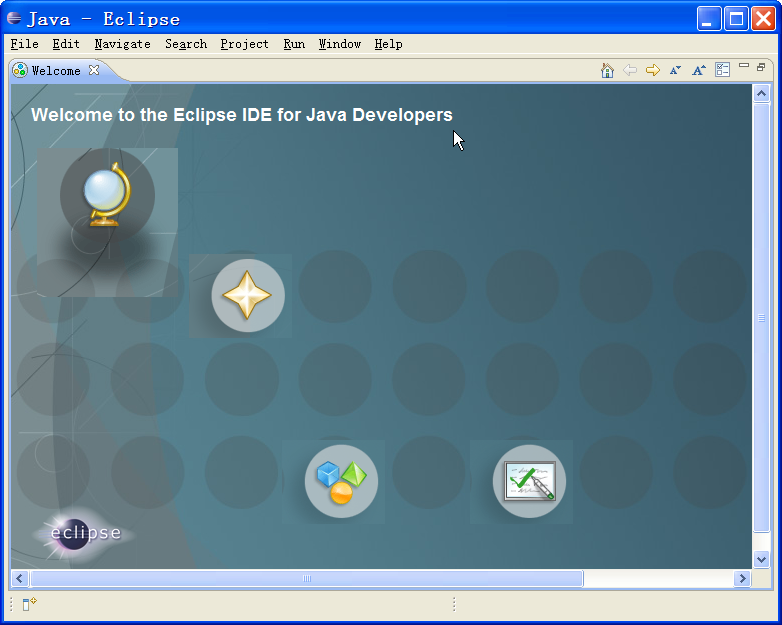 Java - Eclipse
File Edit Navigate Search Project Run Window Help
Welcome
Welcome to the Eclipse IDE for Java Developers
eclipse